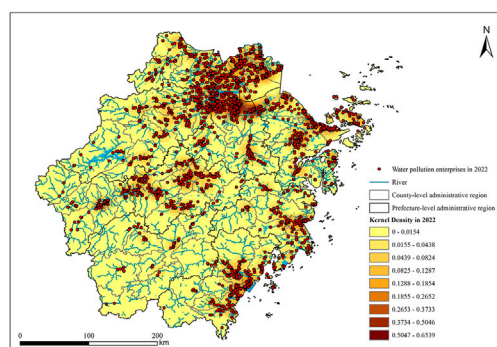 N
Water pollution enterprises in 2022
River
County-level administrative region
Prefecture-level administrative region
Kernel Density in 2022
0 - 0.0154
0.0155 - 0.0438
0.0439 - 0.0824
0.0825 - 0.1287
0.1288 - 0.1854
0.1855 - 0.2652
0.2653 - 0.3733
0.3734 - 0.5046
0.5047 - 0.6539
0 100 200
km